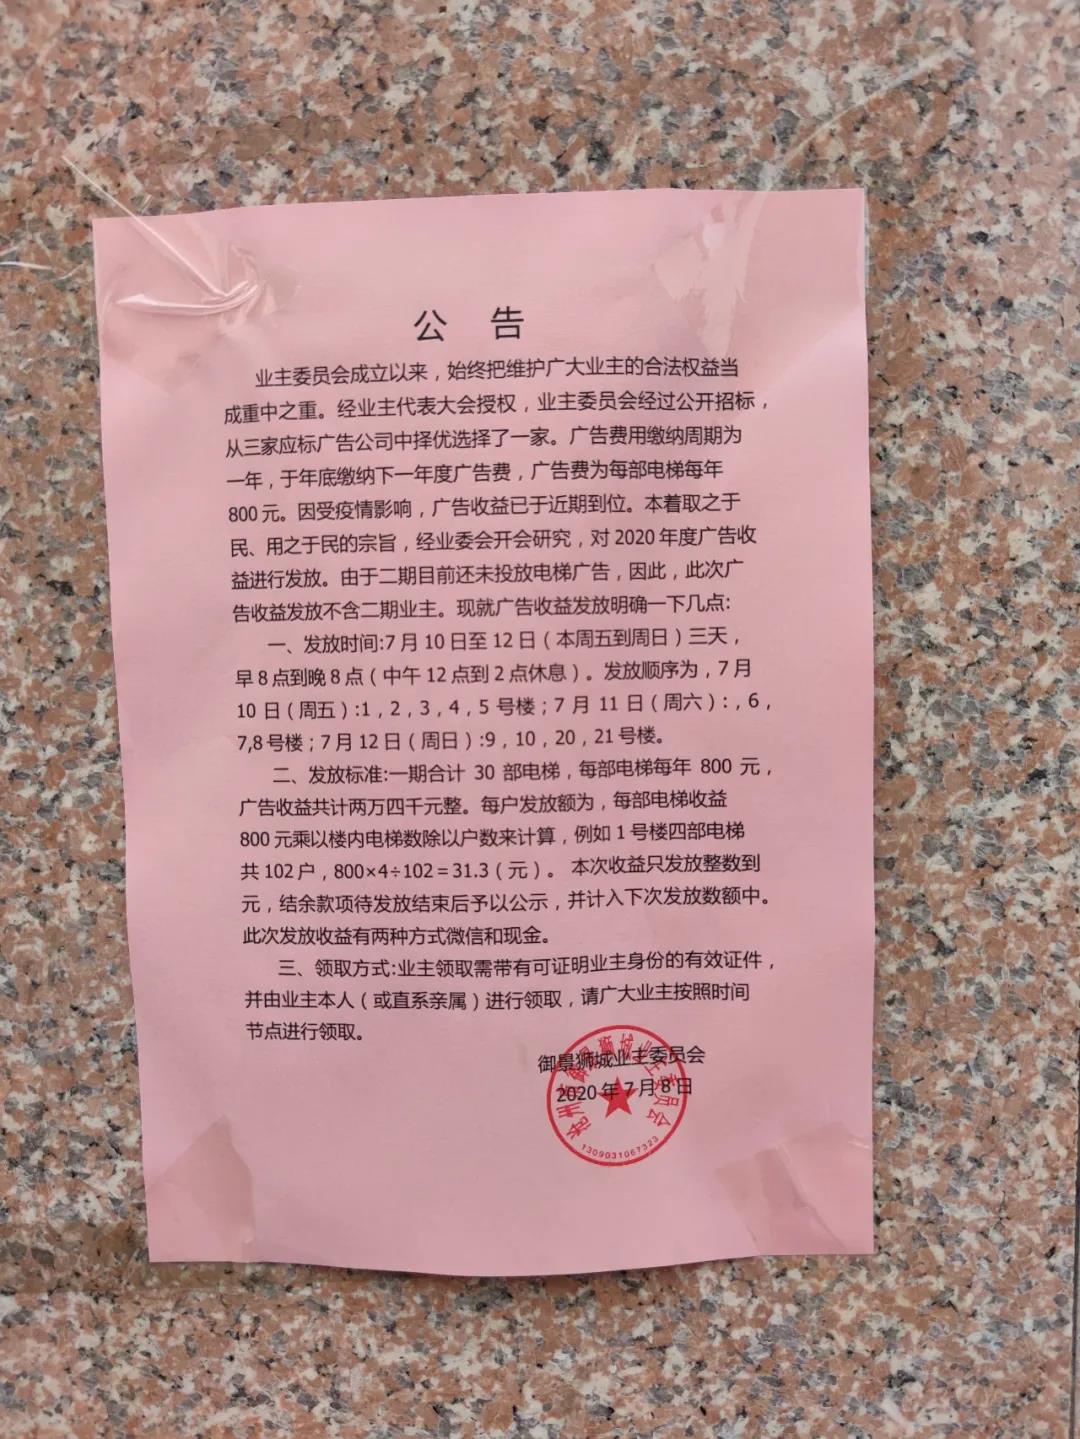 公 告
业主委员会成立以来，始终把维护广大业主的合法权益当
成重中之重。经业主代表大会授权，业主委员会经过公开招标，
从三家应标广告公司中择优选择了一家。广告费用缴纳周期为
一年，于年底缴纳下一年度广告费，广告费为每部电梯每年
800元。因受疫情影响，广告收益已于近期到位。本着取之于
民、用之于民的宗旨，经业委会开会研究，对2020年度广告收
益进行发放。由于二期目前还未投放电梯广告，因此，此次广
告收益发放不含二期业主。现就广告收益发放明确一下几点:
一、发放时间:7月10日至12日（本周五到周日）三天，
早8点到晚8点（中午12点到2点休息）。发放顺序为，7月
10日（周五）:1，2，3，4，5号楼；7月11日（周六）:，6，
7,8号楼；7月12日（周日）:9，10，20，21号楼。
二、发放标准:一期合计 30 部电梯，每部电梯每年 800 元，
广告收益共计两万四千元整。每户发放额为，每部电梯收益
800元乘以楼内电梯数除以户数来计算，例如1号楼四部电梯
共102户，800×4÷102＝31.3（元）。 本次收益只发放整数到
元，结余款项待发放结束后予以公示，并计入下次发放数额中。
此次发放收益有两种方式微信和现金。
三、领取方式:业主领取需带有可证明业主身份的有效证件，
并由业主本人（或直系亲属）进行领取，请广大业主按照时间
节点进行领取。
御景狮城业主委员会
2020年7月8日
沧州市御景狮城业主委员会
1309031067323